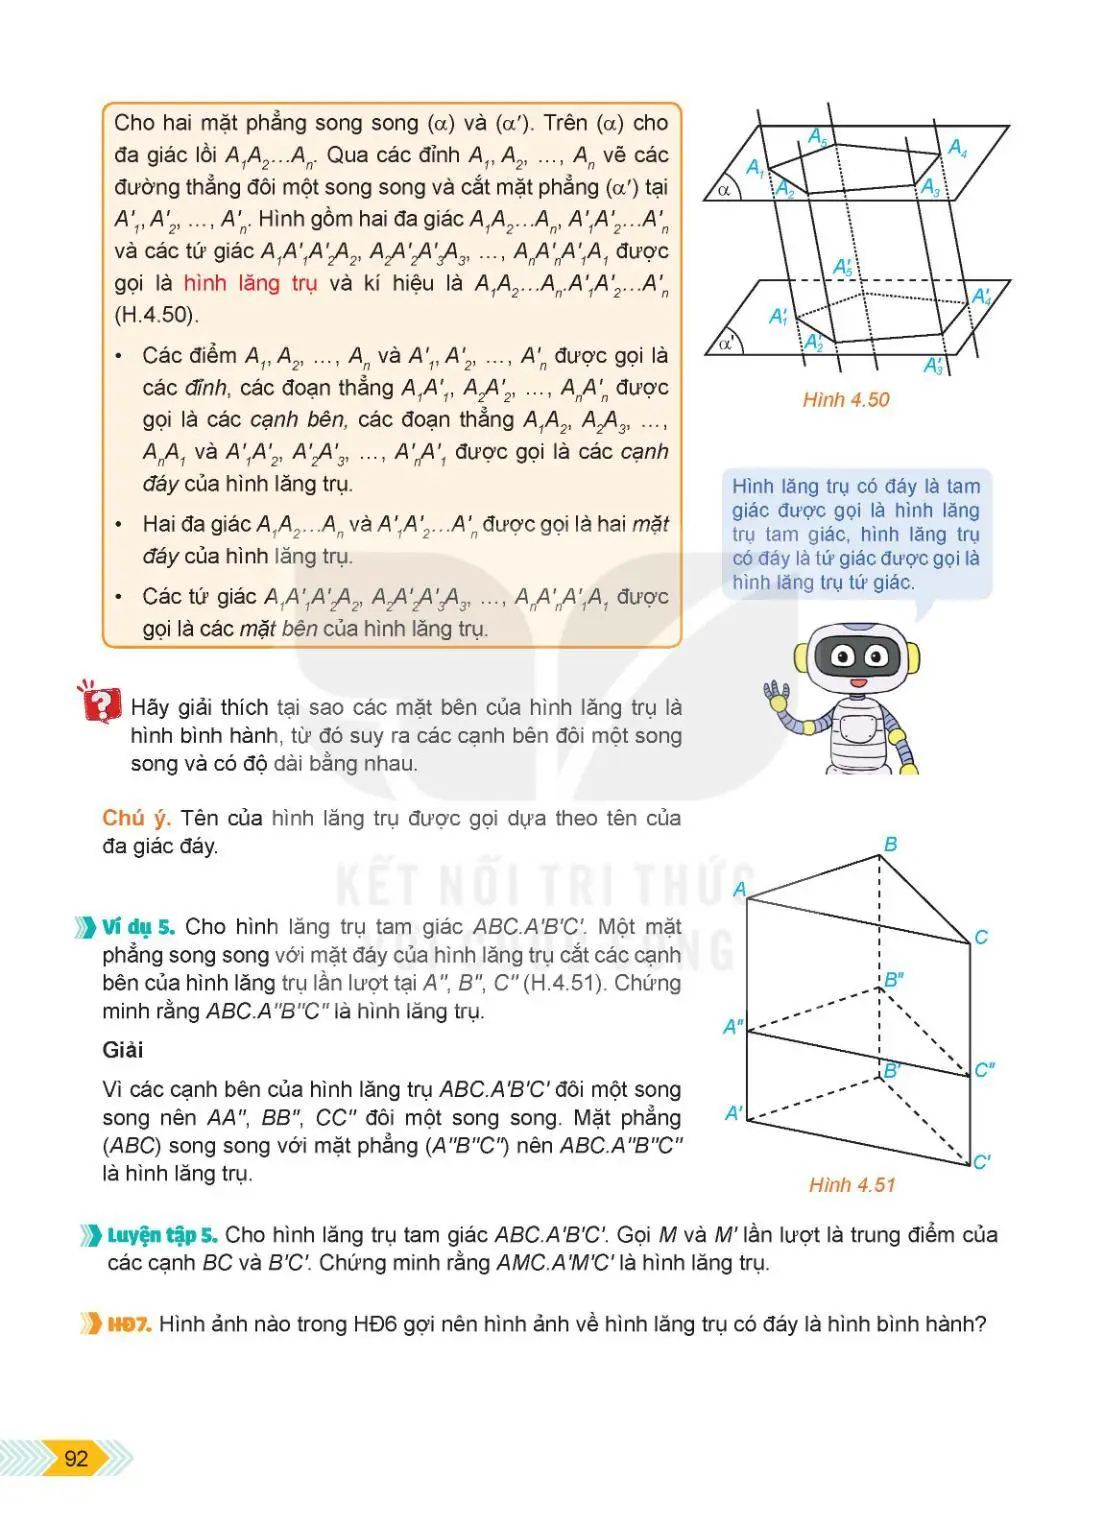 Cho hai mặt phẳng song song (α) và (α′). Trên (α) cho
đa giác lồi A₁A₂…Aₙ. Qua các đỉnh A₁, A₂, …, Aₙ vẽ các
đường thẳng đôi một song song và cắt mặt phẳng (α′) tại
A'₁, A'₂, …, A'ₙ. Hình gồm hai đa giác A₁A₂…Aₙ, A'₁A'₂…A'ₙ
và các tứ giác A₁A'₁A'₂A₂, A₂A'₂A'₃A₃, …, AₙA'ₙA'₁A₁ được
gọi là hình lăng trụ và kí hiệu là A₁A₂…Aₙ.A'₁A'₂…A'ₙ
(H.4.50).
• Các điểm A₁, A₂, …, Aₙ và A'₁, A'₂, …, A'ₙ được gọi là
các đỉnh, các đoạn thẳng A₁A'₁, A₂A'₂, …, AₙA'ₙ được
gọi là các cạnh bên, các đoạn thẳng A₁A₂, A₂A₃, …,
AₙA₁ và A'₁A'₂, A'₂A'₃, …, A'ₙA'₁ được gọi là các cạnh
đáy của hình lăng trụ.
• Hai đa giác A₁A₂…Aₙ và A'₁A'₂…A'ₙ được gọi là hai mặt
đáy của hình lăng trụ.
• Các tứ giác A₁A'₁A'₂A₂, A₂A'₂A'₃A₃, …, AₙA'ₙA'₁A₁ được
gọi là các mặt bên của hình lăng trụ.
A₅
A₄
A₁
α
A₂
A₃
A'₅
A'₄
A'₁
α'
A'₂
A'₃
Hình 4.50
Hình lăng trụ có đáy là tam
giác được gọi là hình lăng
trụ tam giác, hình lăng trụ
có đáy là tứ giác được gọi là
hình lăng trụ tứ giác.
?
Hãy giải thích tại sao các mặt bên của hình lăng trụ là
hình bình hành, từ đó suy ra các cạnh bên đôi một song
song và có độ dài bằng nhau.
Chú ý. Tên của hình lăng trụ được gọi dựa theo tên của
đa giác đáy.
KẾT NỐI TRI THỨC
VỚI CUỘC SỐNG
Ví dụ 5. Cho hình lăng trụ tam giác ABC.A'B'C'. Một mặt
phẳng song song với mặt đáy của hình lăng trụ cắt các cạnh
bên của hình lăng trụ lần lượt tại A", B", C" (H.4.51). Chứng
minh rằng ABC.A"B"C" là hình lăng trụ.
Giải
Vì các cạnh bên của hình lăng trụ ABC.A'B'C' đôi một song
song nên AA", BB", CC" đôi một song song. Mặt phẳng
(ABC) song song với mặt phẳng (A"B"C") nên ABC.A"B"C"
là hình lăng trụ.
B
A
C
B"
A"
C"
B'
A'
C'
Hình 4.51
Luyện tập 5. Cho hình lăng trụ tam giác ABC.A'B'C'. Gọi M và M' lần lượt là trung điểm của
các cạnh BC và B'C'. Chứng minh rằng AMC.A'M'C' là hình lăng trụ.
HĐ7. Hình ảnh nào trong HĐ6 gợi nên hình ảnh về hình lăng trụ có đáy là hình bình hành?
92